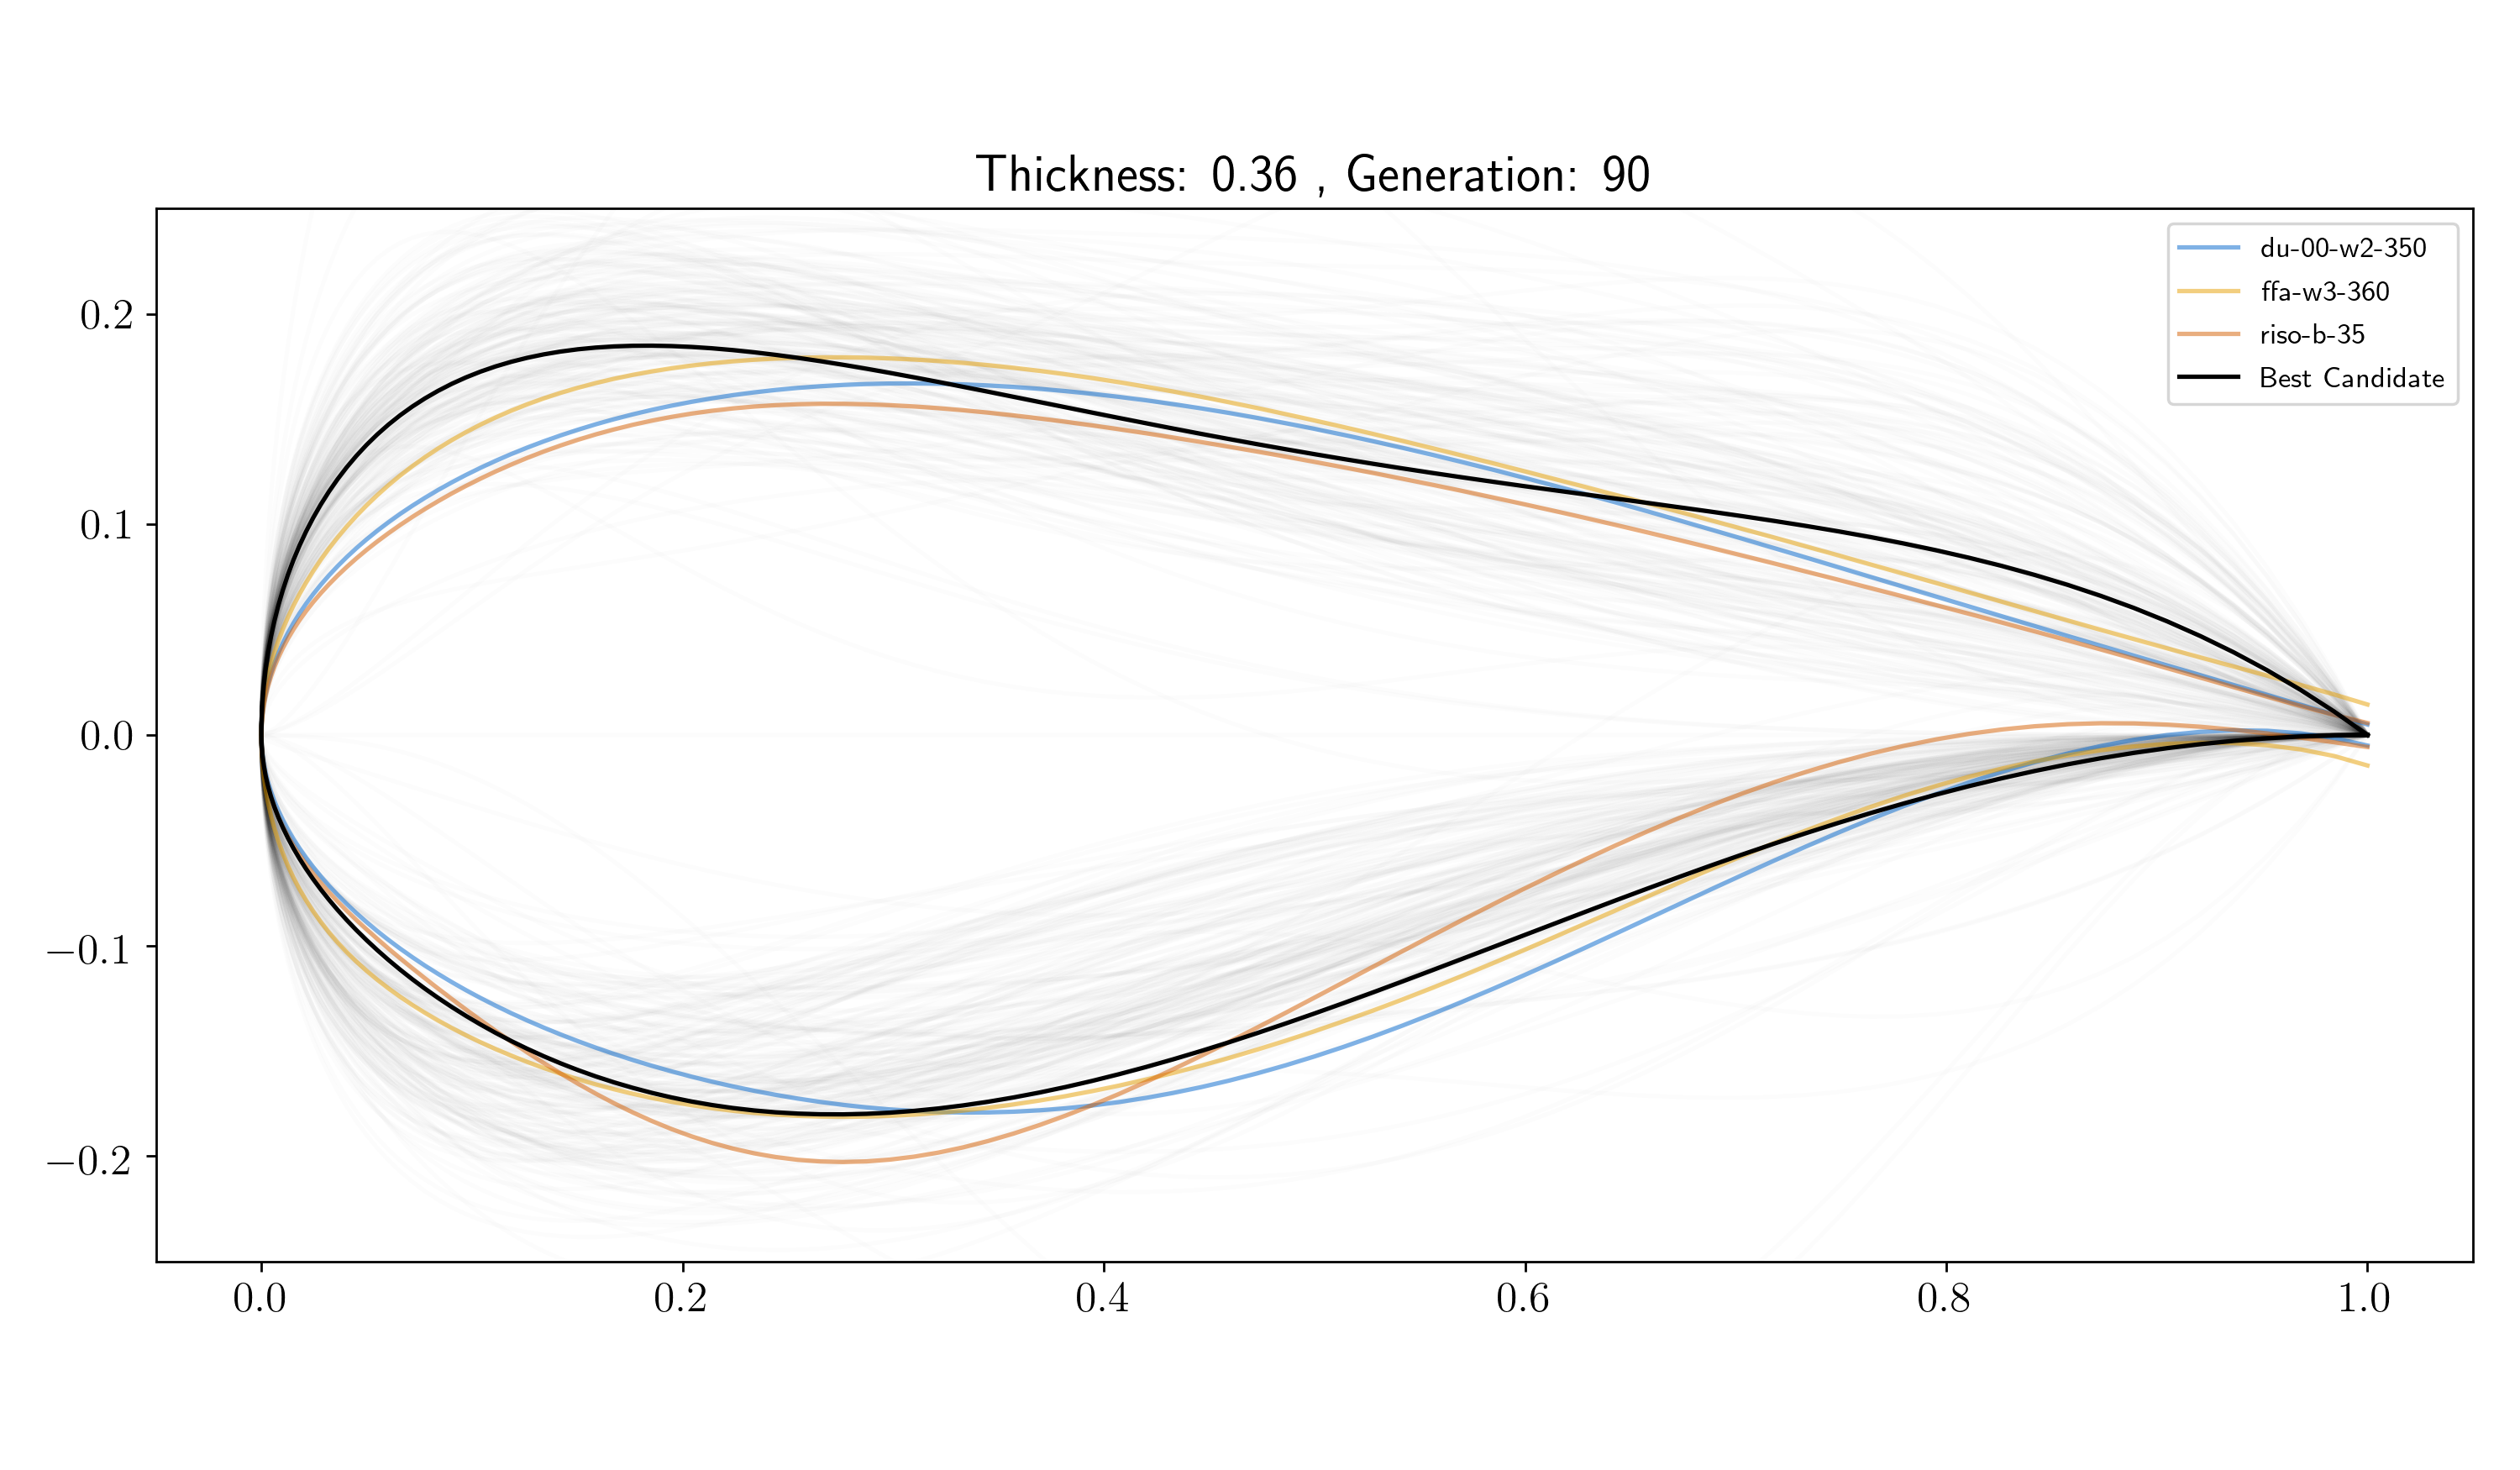 Thickness: 0.36 , Generation: 90
du-00-w2-350
ffa-w3-360
riso-b-35
Best Candidate
0.2
0.1
0.0
−0.1
−0.2
0.0 0.2 0.4 0.6 0.8 1.0